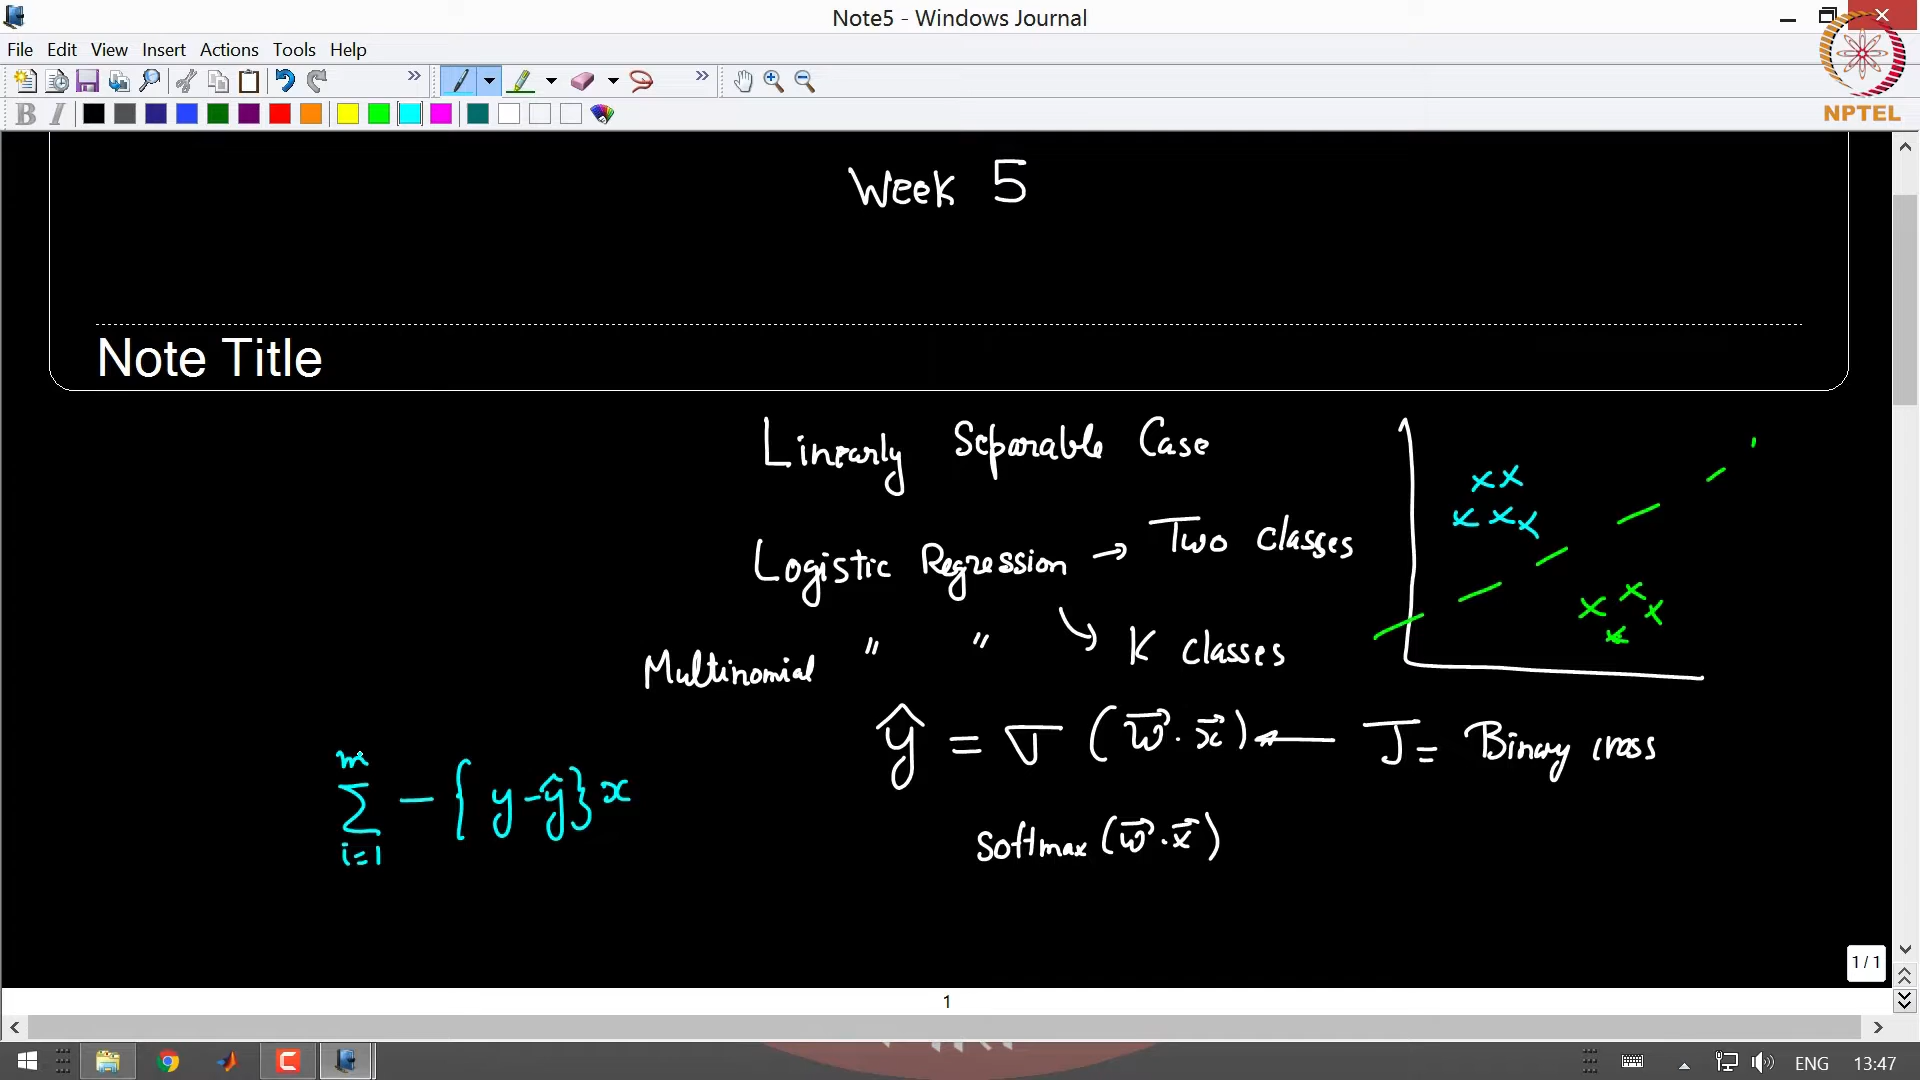 Note5 - Windows Journal
File Edit View Insert Actions Tools Help
NPTEL
B I
Week 5
Note Title
Linearly Separable Case
Logistic Regression → Two classes
Multinomial " " ↘ K classes
ŷ = σ (w⃗ . x⃗) ← J = Binary cross
m
∑ - { y - ŷ } x
i=1
softmax (w⃗ . x⃗)
1 / 1
1
ENG 13:47